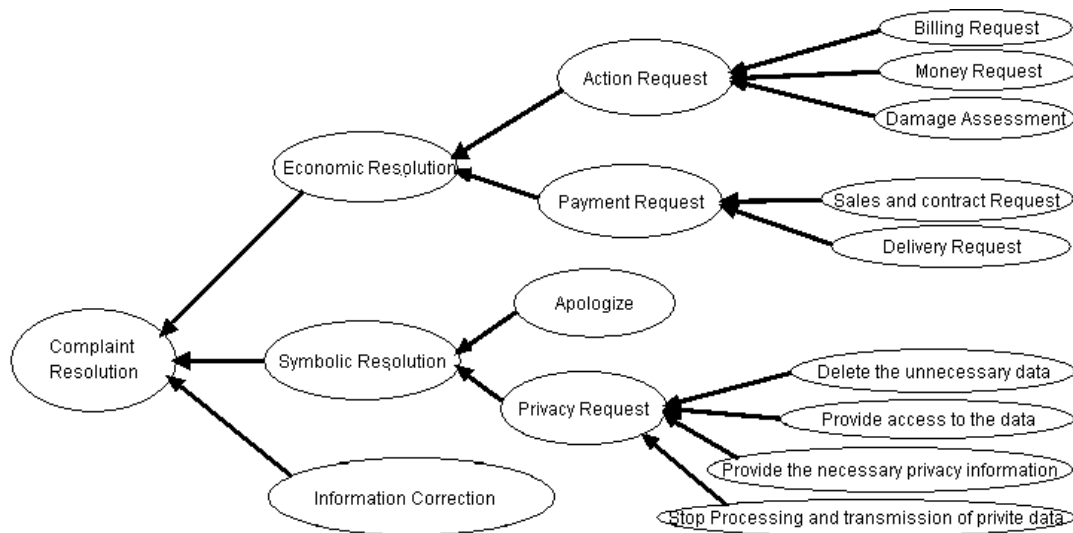 Billing Request
Action Request
Money Request
Damage Assessment
Economic Resolution
Payment Request
Sales and contract Request
Delivery Request
Complaint
Resolution
Symbolic Resolution
Apologize
Privacy Request
Delete the unnecessary data
Provide access to the data
Provide the necessary privacy information
Stop Processing and transmission of privite data
Information Correction